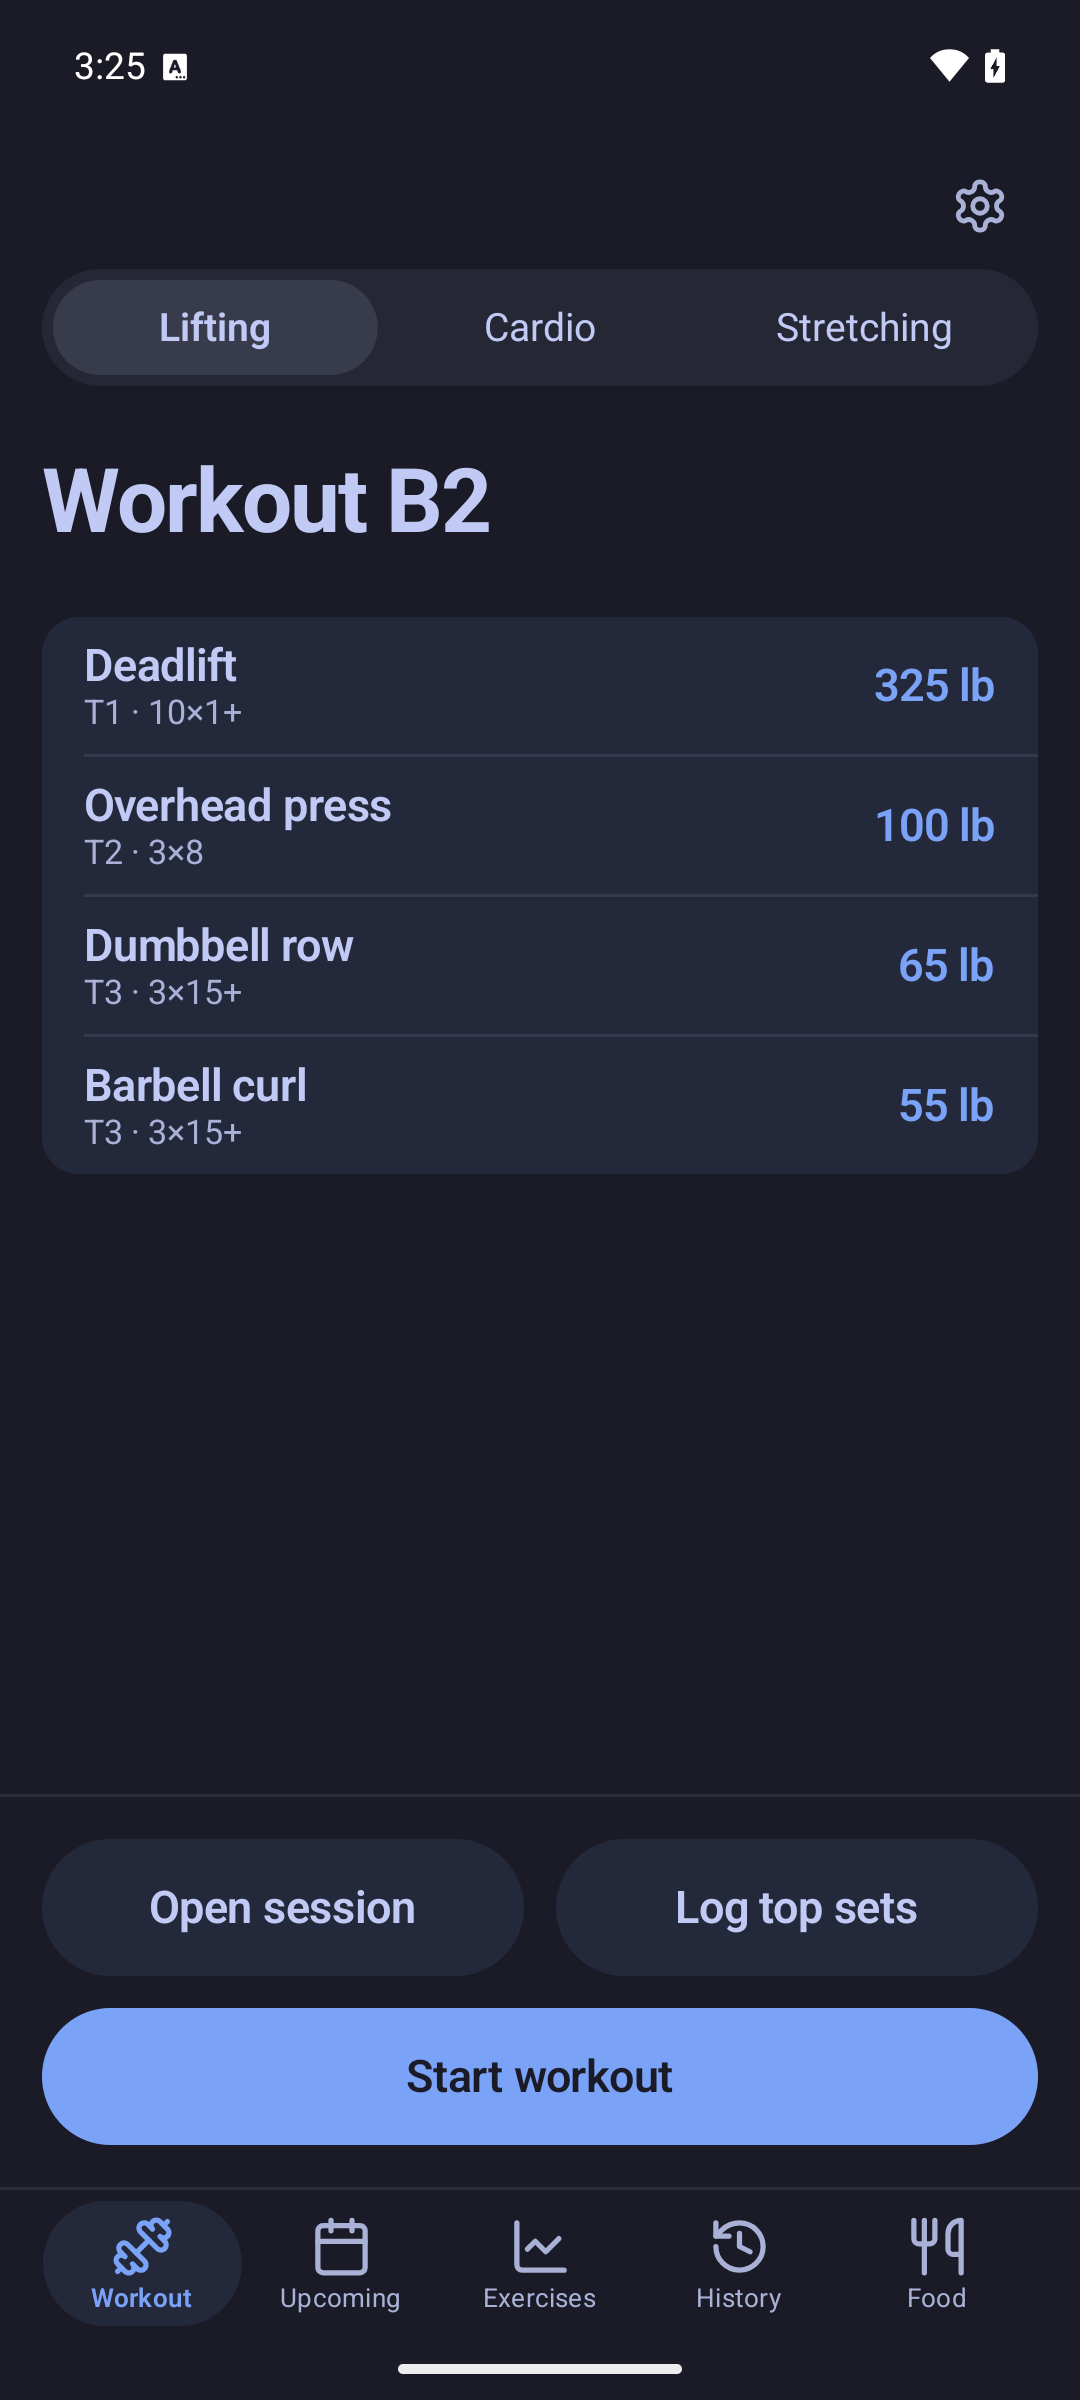 3:25
Lifting
Cardio
Stretching
Workout B2
Deadlift
T1 · 10×1+
325 lb
Overhead press
T2 · 3×8
100 lb
Dumbbell row
T3 · 3×15+
65 lb
Barbell curl
T3 · 3×15+
55 lb
Open session
Log top sets
Start workout
Workout
Upcoming
Exercises
History
Food